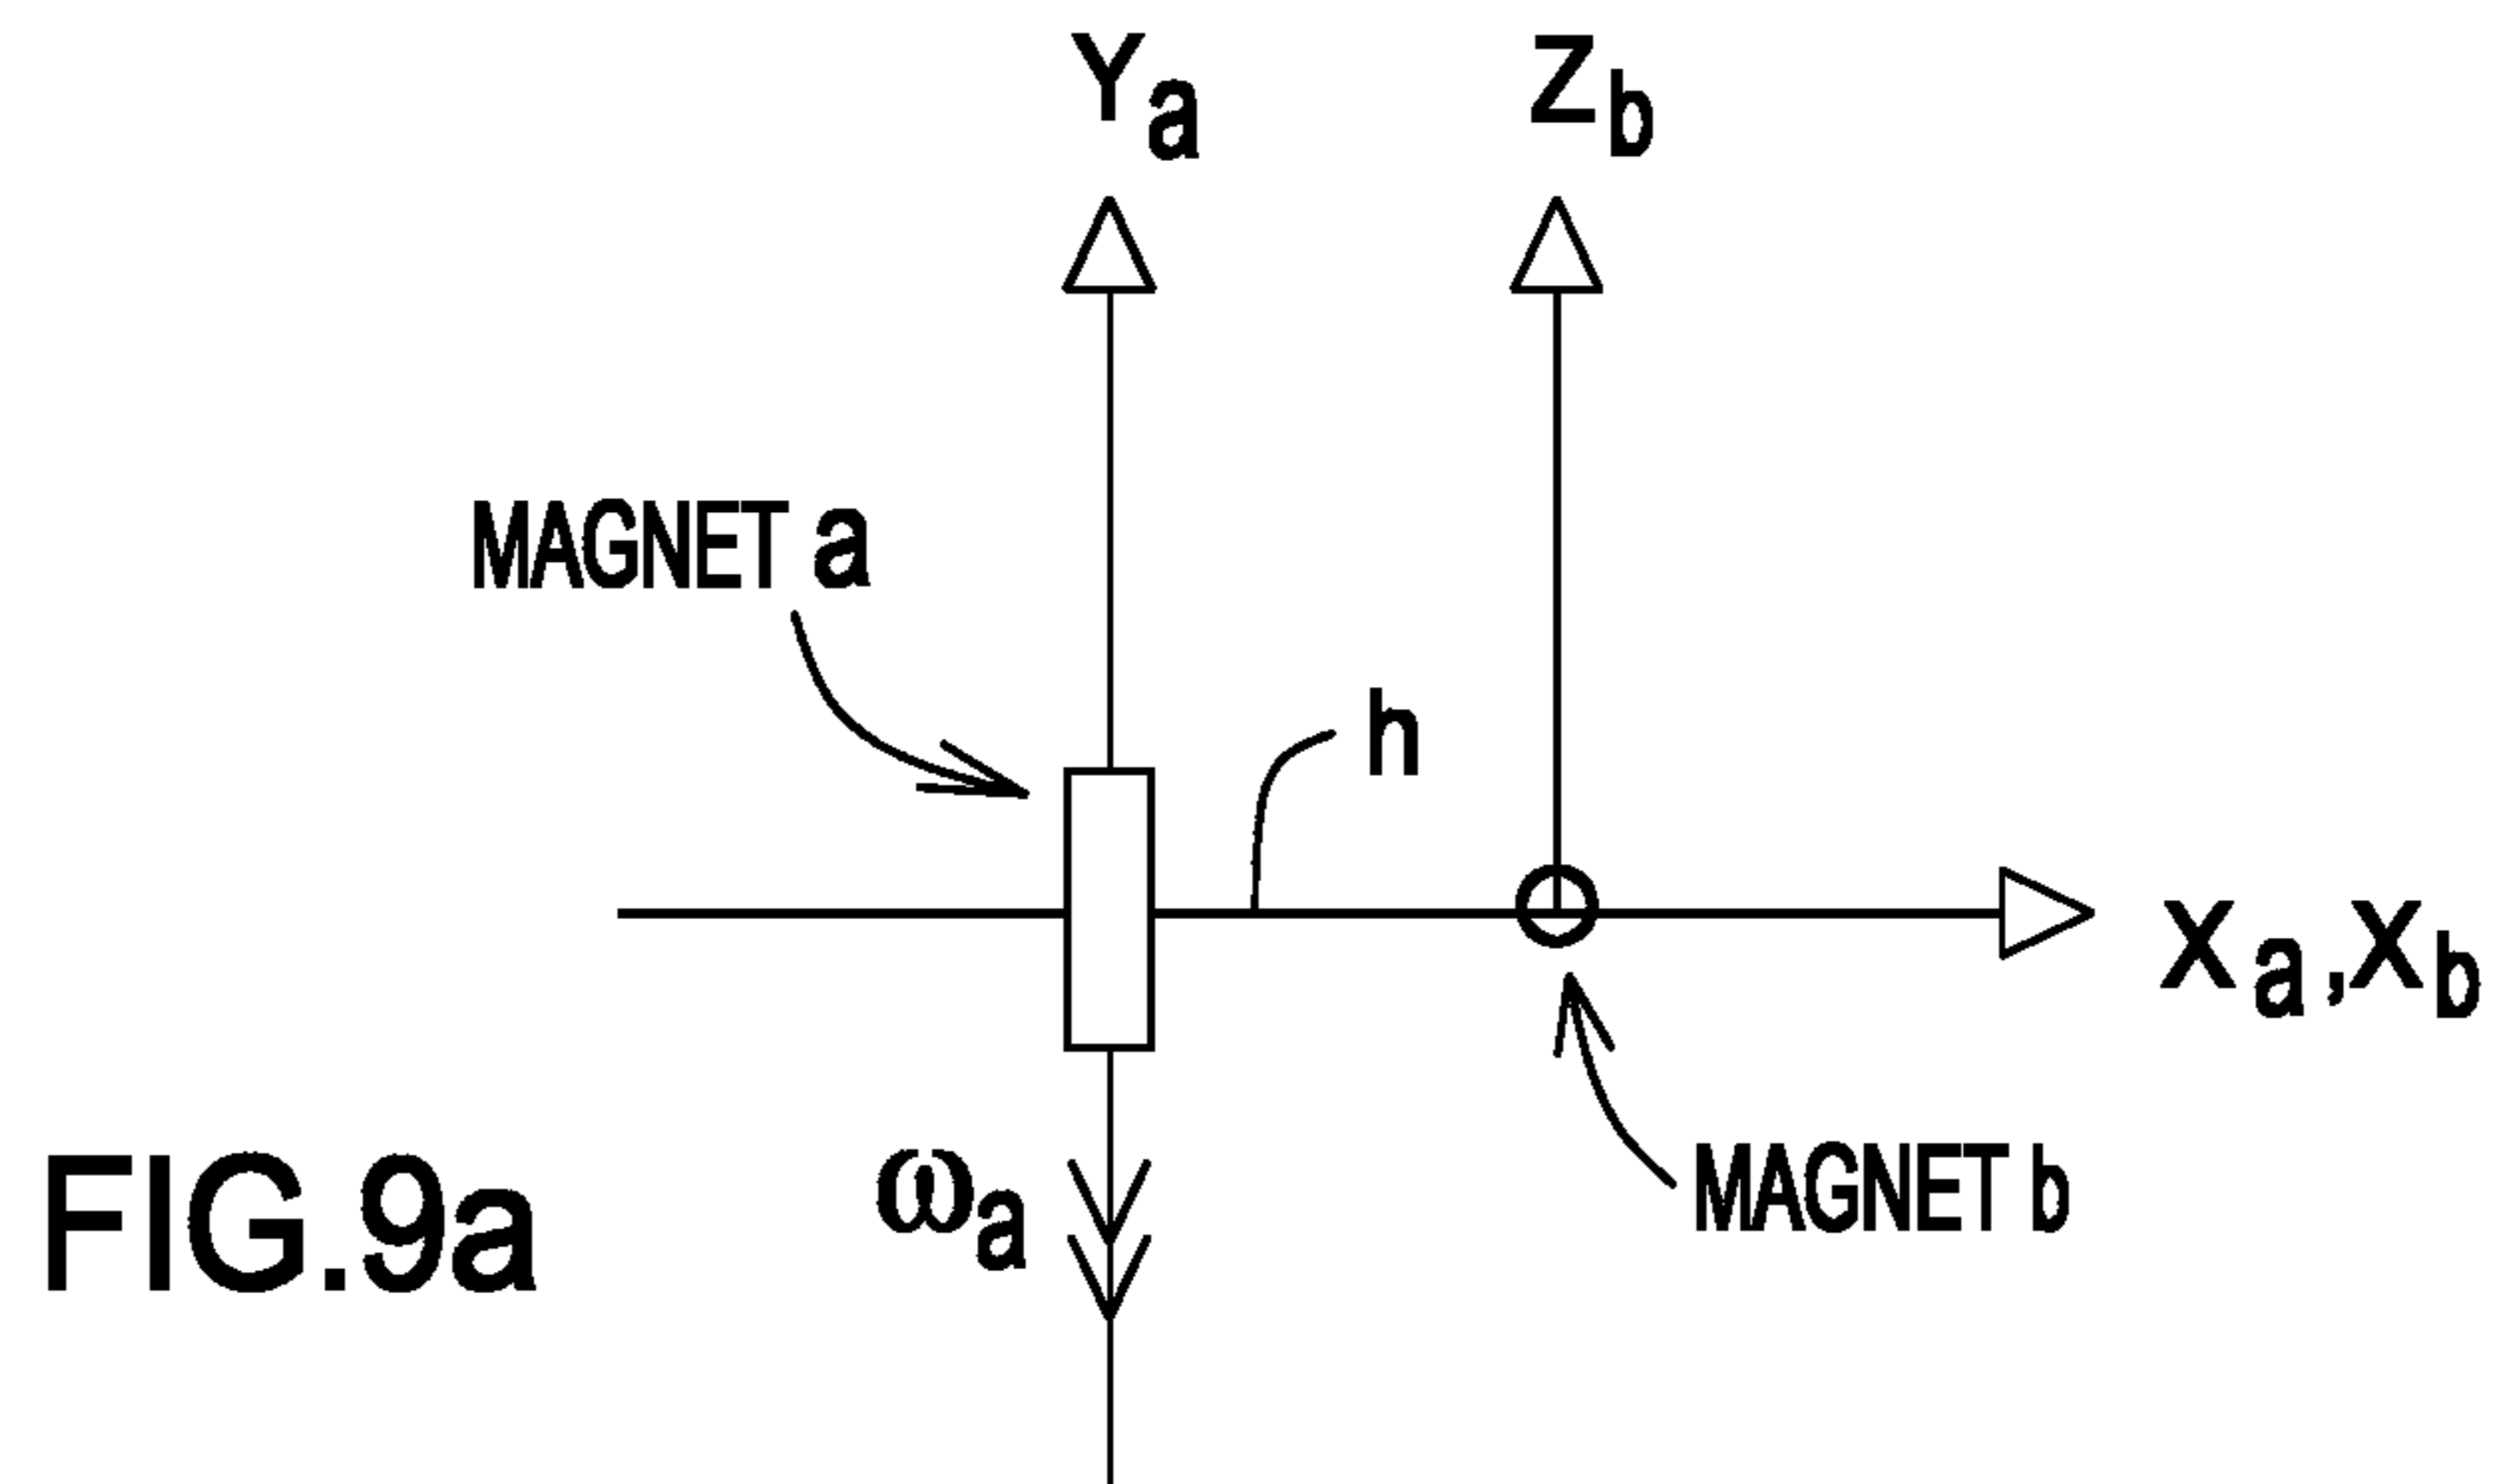 Ya
Zb
MAGNET a
h
Xa,Xb
ωa
MAGNET b
FIG.9a